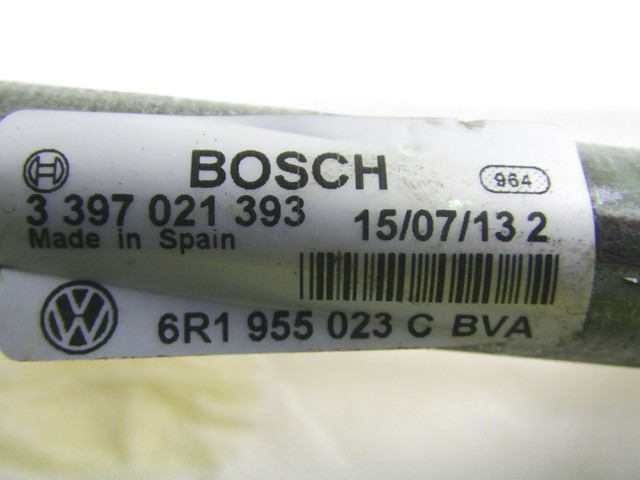 BOSCH 964
3 397 021 393 15/07/13 2
Made in Spain
6R1 955 023 C BVA